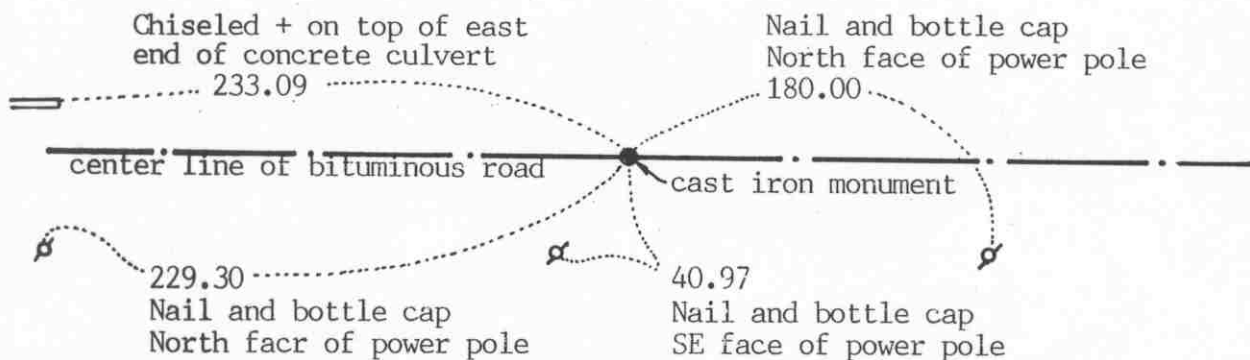 Chiseled + on top of east
end of concrete culvert
233.09
Nail and bottle cap
North face of power pole
180.00
center line of bituminous road
cast iron monument
229.30
Nail and bottle cap
North facr of power pole
40.97
Nail and bottle cap
SE face of power pole